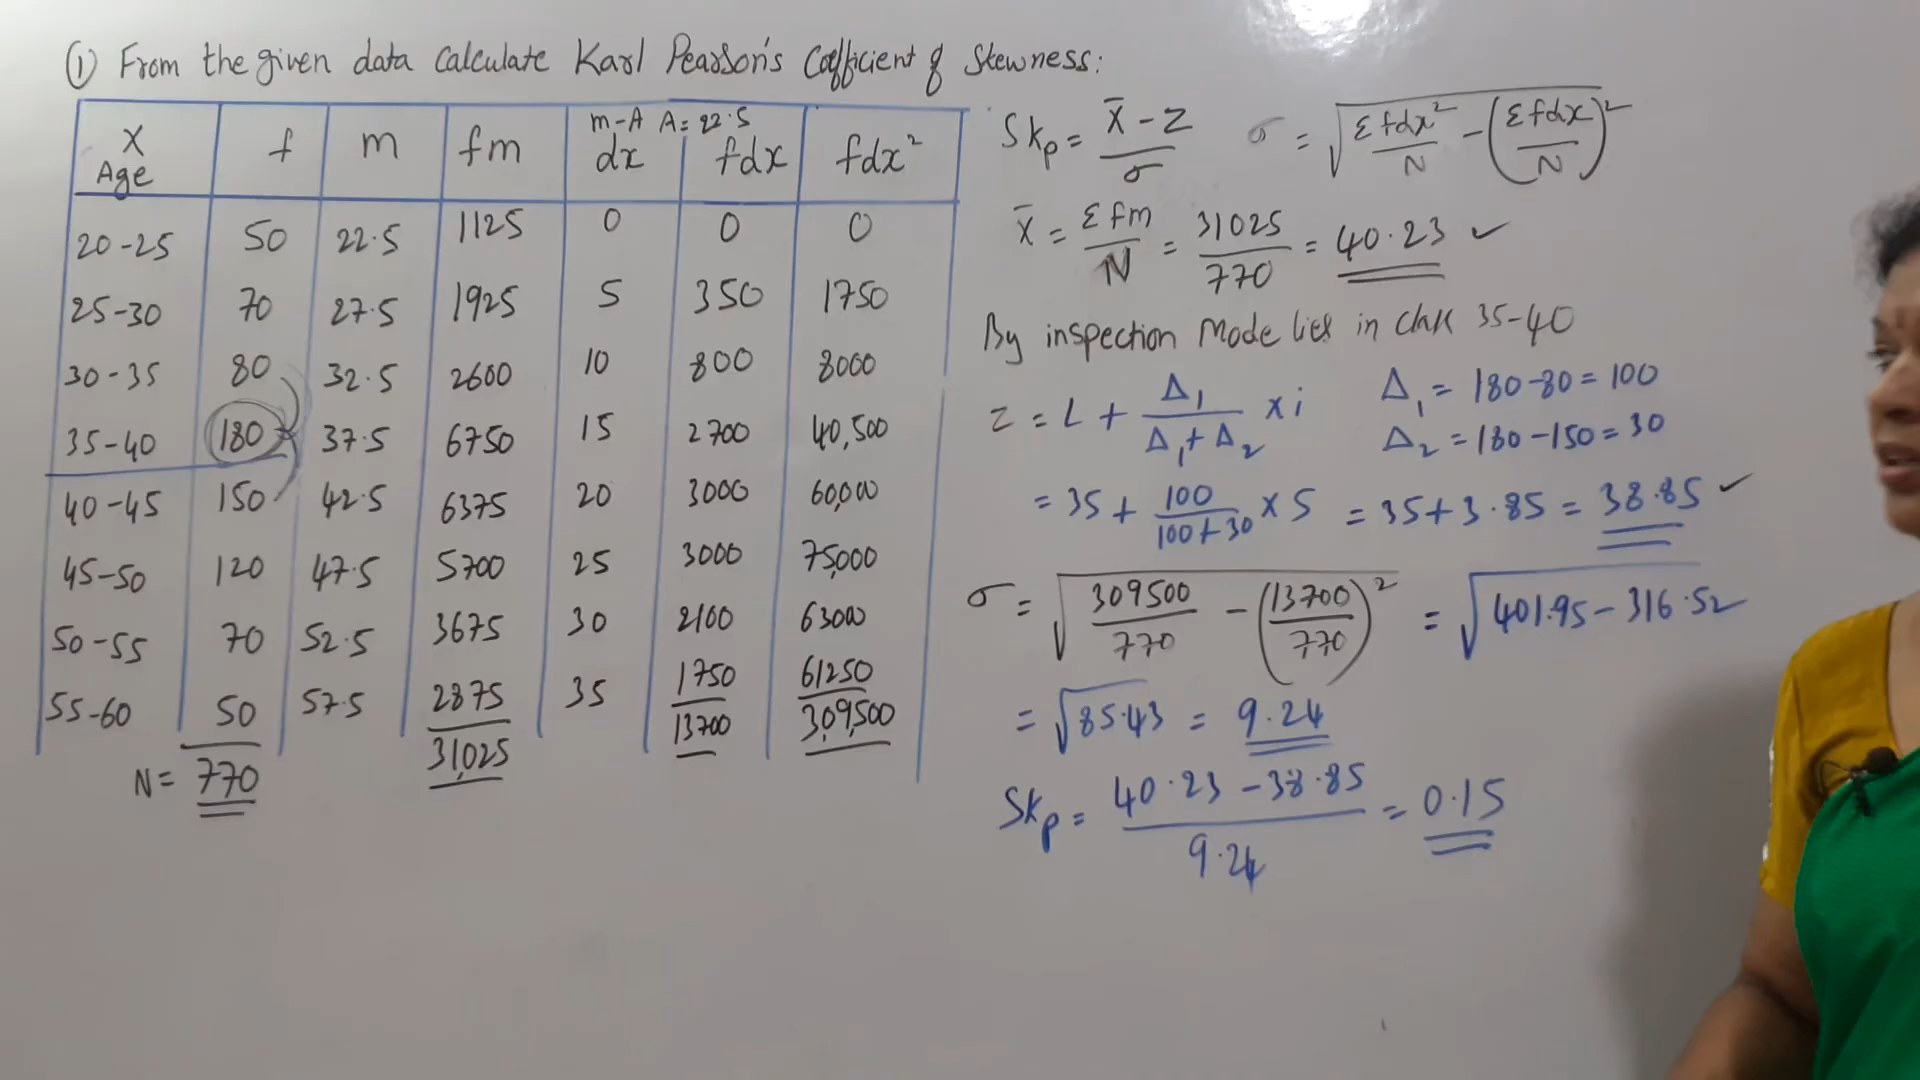 ① From the given data calculate Karl Pearson's Coefficient of Skewness:
X Age f m fm m-A dx A=22.5 fdx fdx²
20-25 50 22.5 1125 0 0 0
25-30 70 27.5 1925 5 350 1750
30-35 80 32.5 2600 10 800 8000
35-40 180 37.5 6750 15 2700 40,500
40-45 150 42.5 6375 20 3000 60,000
45-50 120 47.5 5700 25 3000 75,000
50-55 70 52.5 3675 30 2100 63000
55-60 50 57.5 2875 35 1750 61250
N = 770 31,025 13700 309,500
Skp = (X̄ - Z)/σ σ = √(Σfdx²/N - (Σfdx/N)²)
X̄ = Σfm/N = 31025/770 = 40.23 ✓
By inspection Mode lies in class 35-40
Z = L + Δ₁/(Δ₁+Δ₂) × i Δ₁ = 180-80 = 100
Δ₂ = 180-150 = 30
= 35 + 100/(100+30) × 5 = 35+3.85 = 38.85 ✓
σ = √(309500/770 - (13700/770)²) = √(401.95 - 316.52)
= √85.43 = 9.24
Skp = (40.23 - 38.85)/9.24 = 0.15